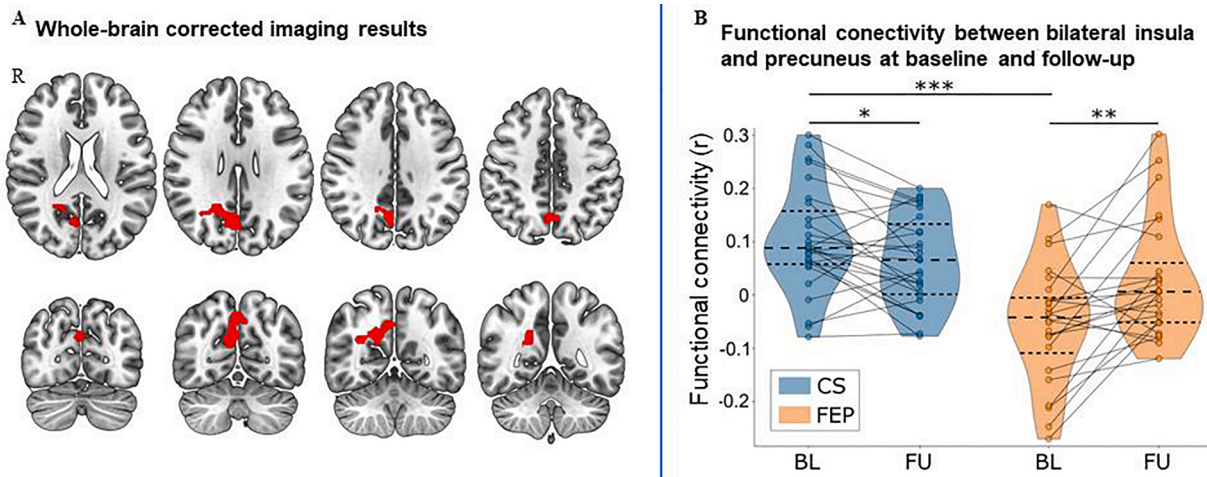 A Whole-brain corrected imaging results
R
B Functional conectivity between bilateral insula
and precuneus at baseline and follow-up
***
* **
Functional connectivity (r)
0.3
0.2
0.1
0
-0.1
-0.2
CS
FEP
BL FU BL FU